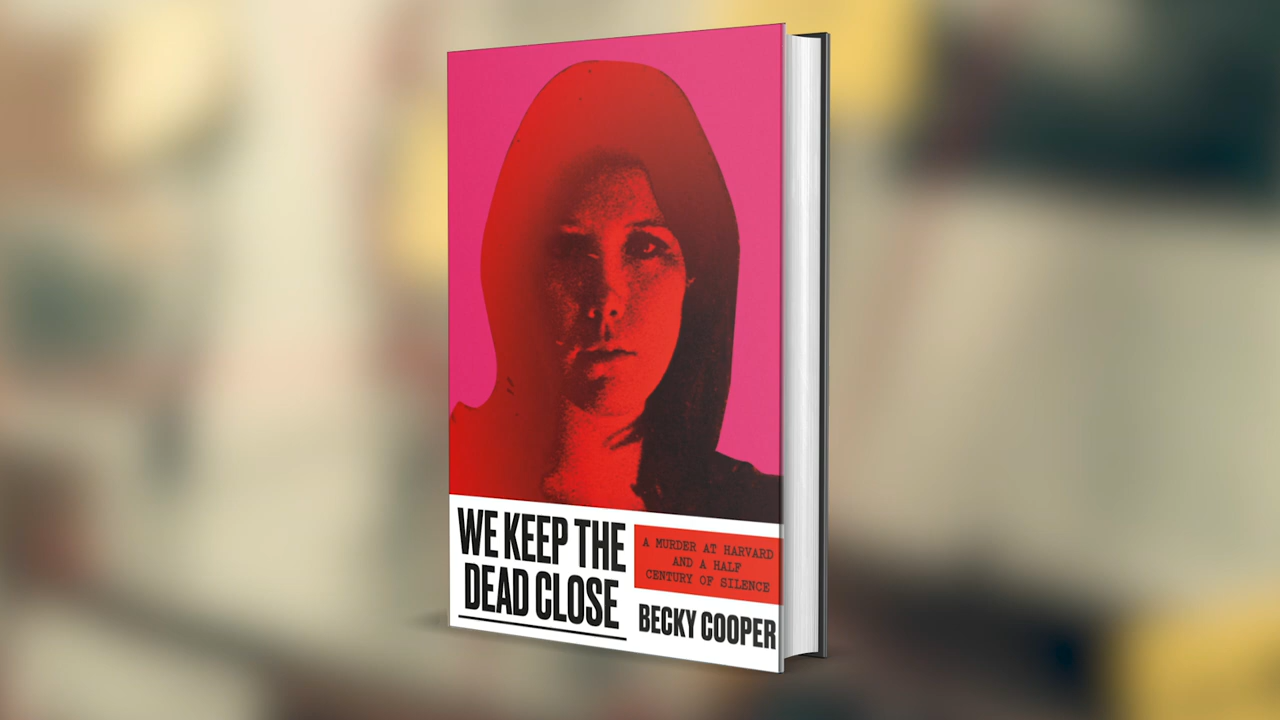 WE KEEP THE
DEAD CLOSE
A MURDER AT HARVARD
AND A HALF
CENTURY OF SILENCE
BECKY COOPER